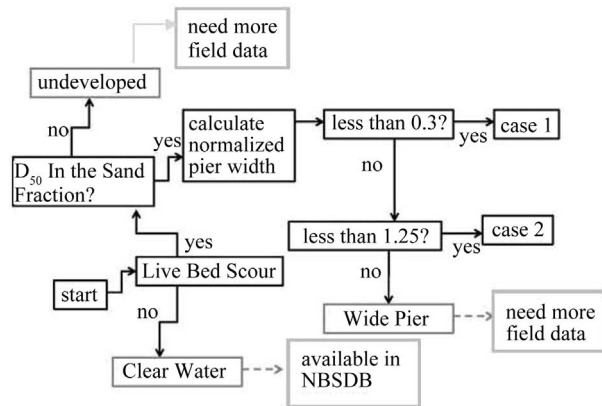 need more
field data
undeveloped
no
yes
calculate
normalized
pier width
less than 0.3?
yes
case 1
D50 In the Sand
Fraction?
no
less than 1.25?
yes
case 2
yes
Live Bed Scour
start
no
no
Wide Pier
need more
field data
Clear Water
available in
NBSDB